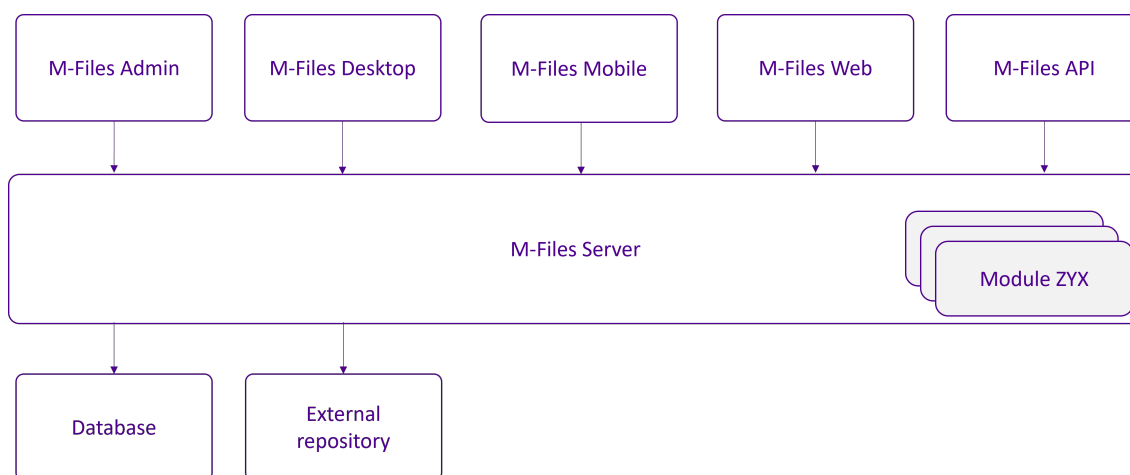 M-Files Admin
M-Files Desktop
M-Files Mobile
M-Files Web
M-Files API
M-Files Server
Module ZYX
Database
External
repository